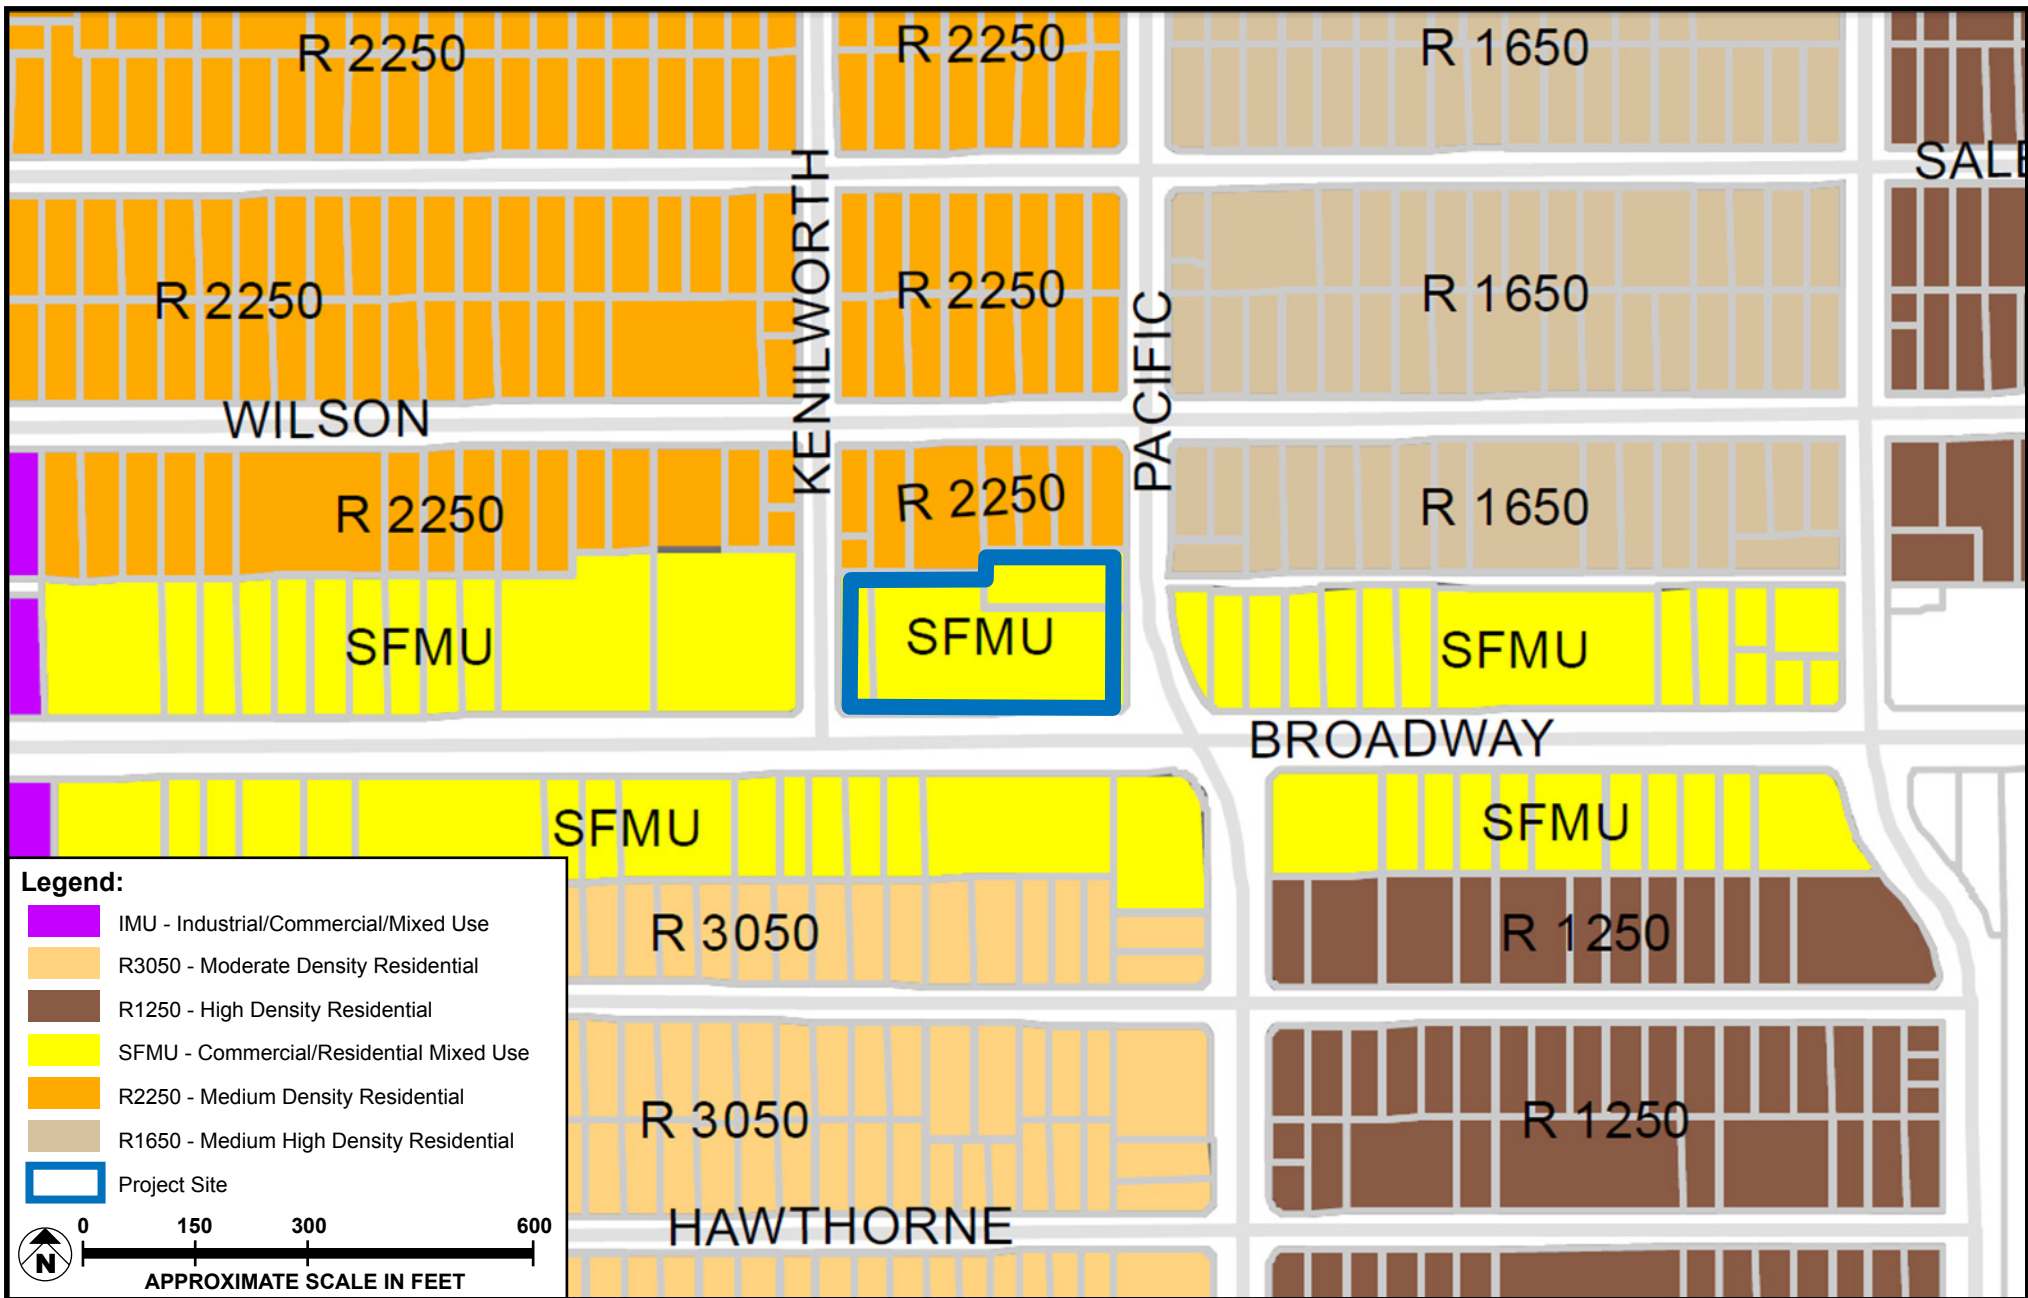 R 2250
R 2250
R 1650
SALE
KENILWORTH
R 2250
R 2250
PACIFIC
R 1650
WILSON
R 2250
R 2250
R 1650
SFMU
SFMU
SFMU
BROADWAY
SFMU
SFMU
R 3050
R 1250
R 3050
R 1250
HAWTHORNE
Legend:
IMU - Industrial/Commercial/Mixed Use
R3050 - Moderate Density Residential
R1250 - High Density Residential
SFMU - Commercial/Residential Mixed Use
R2250 - Medium Density Residential
R1650 - Medium High Density Residential
Project Site
0 150 300 600
N
APPROXIMATE SCALE IN FEET